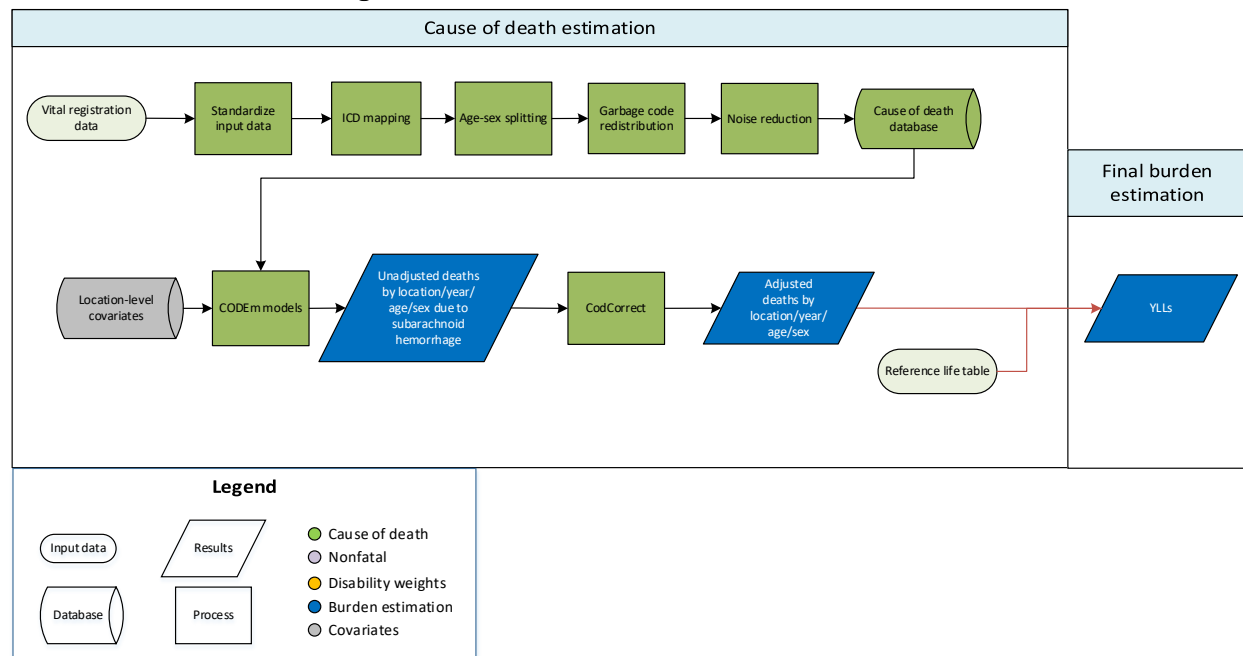 Cause of death estimation
Vital registration
data
Standardize
input data
ICD mapping
Age-sex splitting
Garbage code
redistribution
Noise reduction
Cause of death
database
Final burden
estimation
Location-level
covariates
CODEm models
Unadjusted deaths
by location/year/
age/sex due to
subarachnoid
hemorrhage
CodCorrect
Adjusted
deaths by
location/year/
age/sex
YLLs
Reference life table
Legend
Input data
Results
Database
Process
Cause of death
Nonfatal
Disability weights
Burden estimation
Covariates